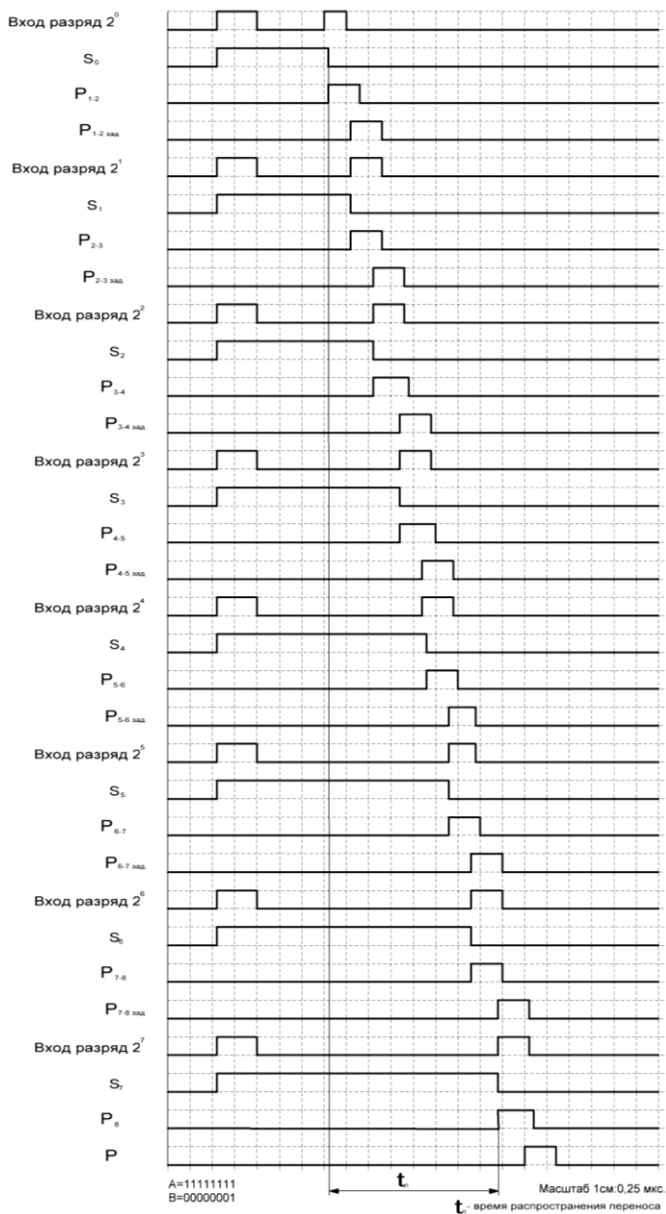 Вход разряд 2⁰
S₀
P₁₋₂
P₁₋₂ зад
Вход разряд 2¹
S₁
P₂₋₃
P₂₋₃ зад
Вход разряд 2²
S₂
P₃₋₄
P₃₋₄ зад
Вход разряд 2³
S₃
P₄₋₅
P₄₋₅ зад
Вход разряд 2⁴
S₄
P₅₋₆
P₅₋₆ зад
Вход разряд 2⁵
S₅
P₆₋₇
P₆₋₇ зад
Вход разряд 2⁶
S₆
P₇₋₈
P₇₋₈ зад
Вход разряд 2⁷
S₇
P₈
P
A=11111111
B=00000001
tₙ
Масштаб 1см:0,25 мкс.
tₙ - время распространения переноса